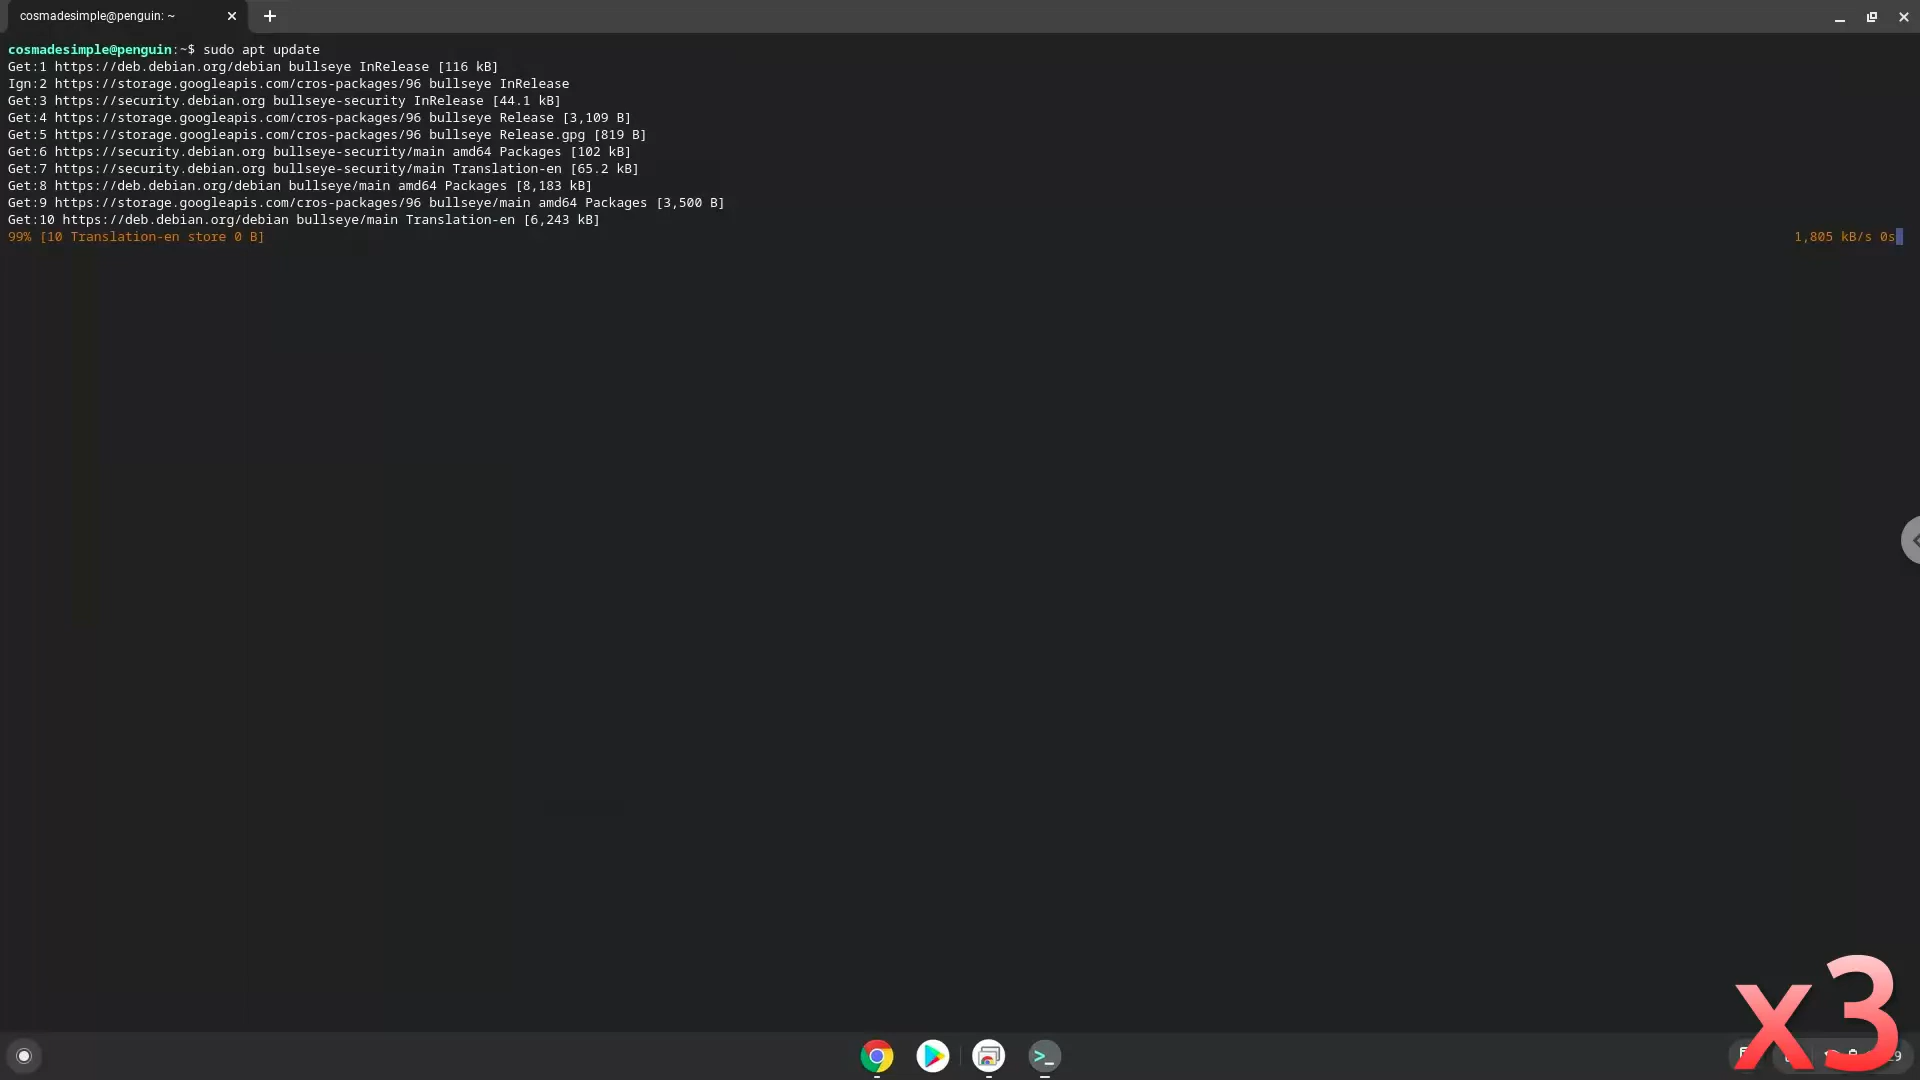 cosmadesimple@penguin: ~
cosmadesimple@penguin:~$ sudo apt update
Get:1 https://deb.debian.org/debian bullseye InRelease [116 kB]
Ign:2 https://storage.googleapis.com/cros-packages/96 bullseye InRelease
Get:3 https://security.debian.org bullseye-security InRelease [44.1 kB]
Get:4 https://storage.googleapis.com/cros-packages/96 bullseye Release [3,109 B]
Get:5 https://storage.googleapis.com/cros-packages/96 bullseye Release.gpg [819 B]
Get:6 https://security.debian.org bullseye-security/main amd64 Packages [102 kB]
Get:7 https://security.debian.org bullseye-security/main Translation-en [65.2 kB]
Get:8 https://deb.debian.org/debian bullseye/main amd64 Packages [8,183 kB]
Get:9 https://storage.googleapis.com/cros-packages/96 bullseye/main amd64 Packages [3,500 B]
Get:10 https://deb.debian.org/debian bullseye/main Translation-en [6,243 kB]
99% [10 Translation-en store 0 B] 1,805 kB/s 0s
x3